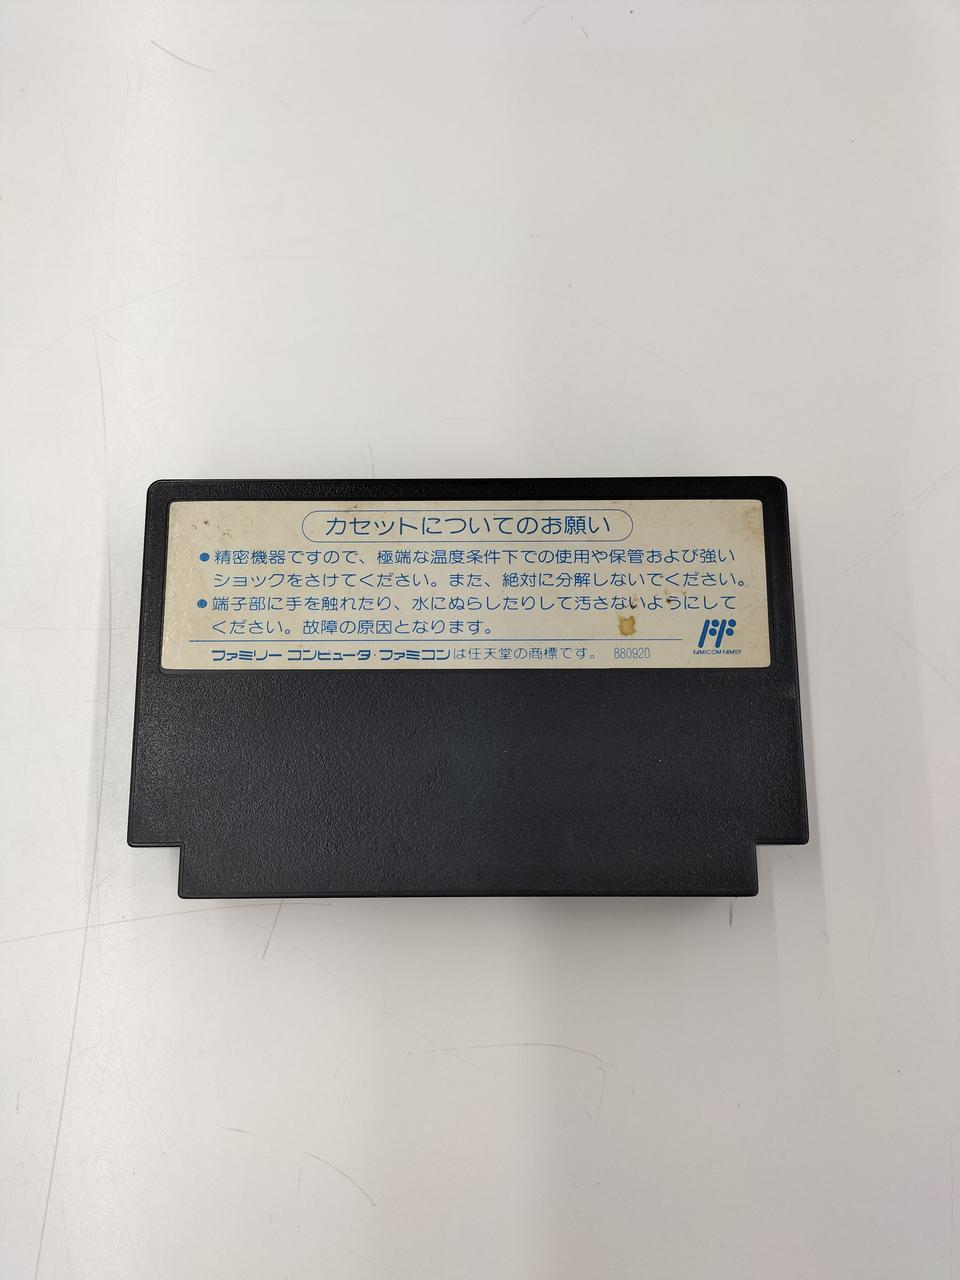 カセットについてのお願い
●精密機器ですので、極端な温度条件下での使用や保管および強い
ショックをさけてください。また、絶対に分解しないでください。
●端子部に手を触れたり、水にぬらしたりして汚さないようにして
ください。故障の原因となります。
ファミリー コンピュータ・ファミコンは任天堂の商標です。 880920
FAMICOM FAMILY